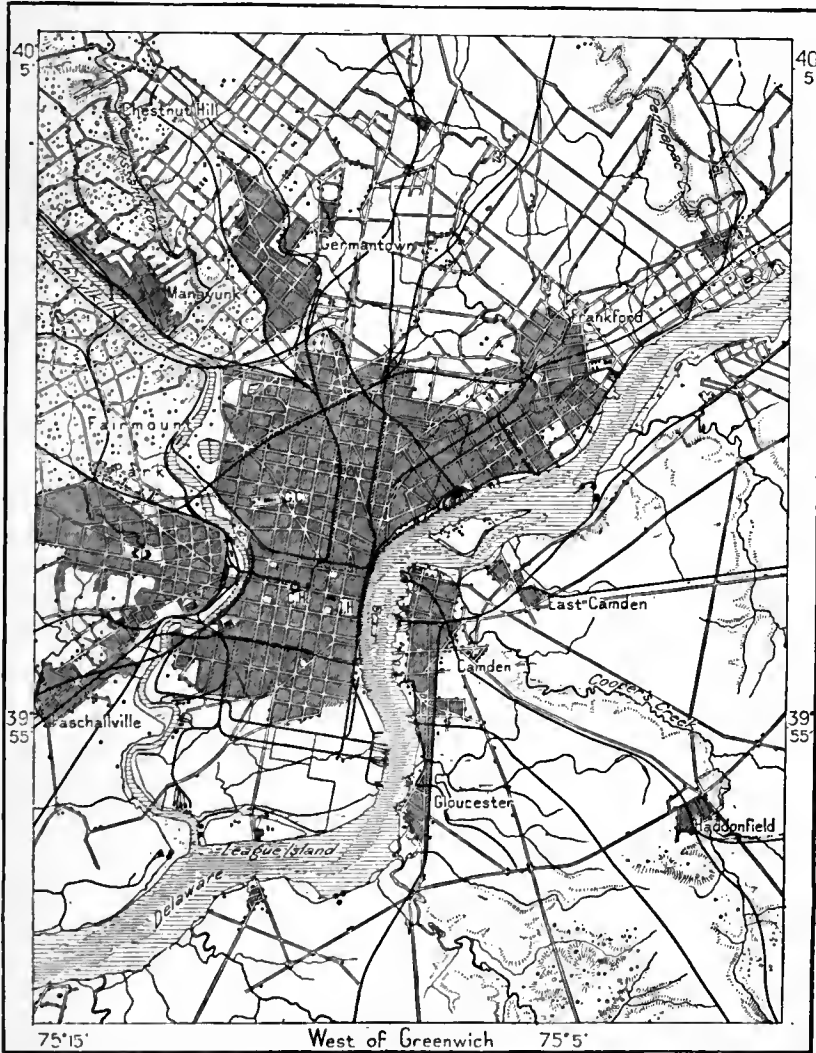 40°
5'
40
5'
Chestnut Hill
Germantown
Manayunk
Frankford
Fairmount
Park
East Camden
Camden
Cooper's Creek
39°
55'
39°
55'
Paschallville
Gloucester
Haddonfield
League Island
Delaware
75°15'
West of Greenwich
75°5'